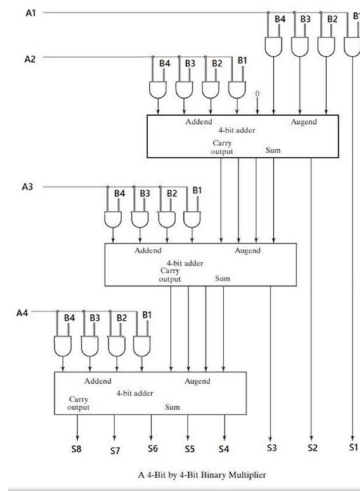 A1 B4 B3 B2 B1
A2 B4 B3 B2 B1 0
Addend Augend
4-bit adder
Carry
output Sum
A3 B4 B3 B2 B1
Addend Augend
4-bit adder
Carry
output Sum
A4 B4 B3 B2 B1
Addend Augend
4-bit adder
Carry
output Sum
S8 S7 S6 S5 S4 S3 S2 S1
A 4-Bit by 4-Bit Binary Multiplier